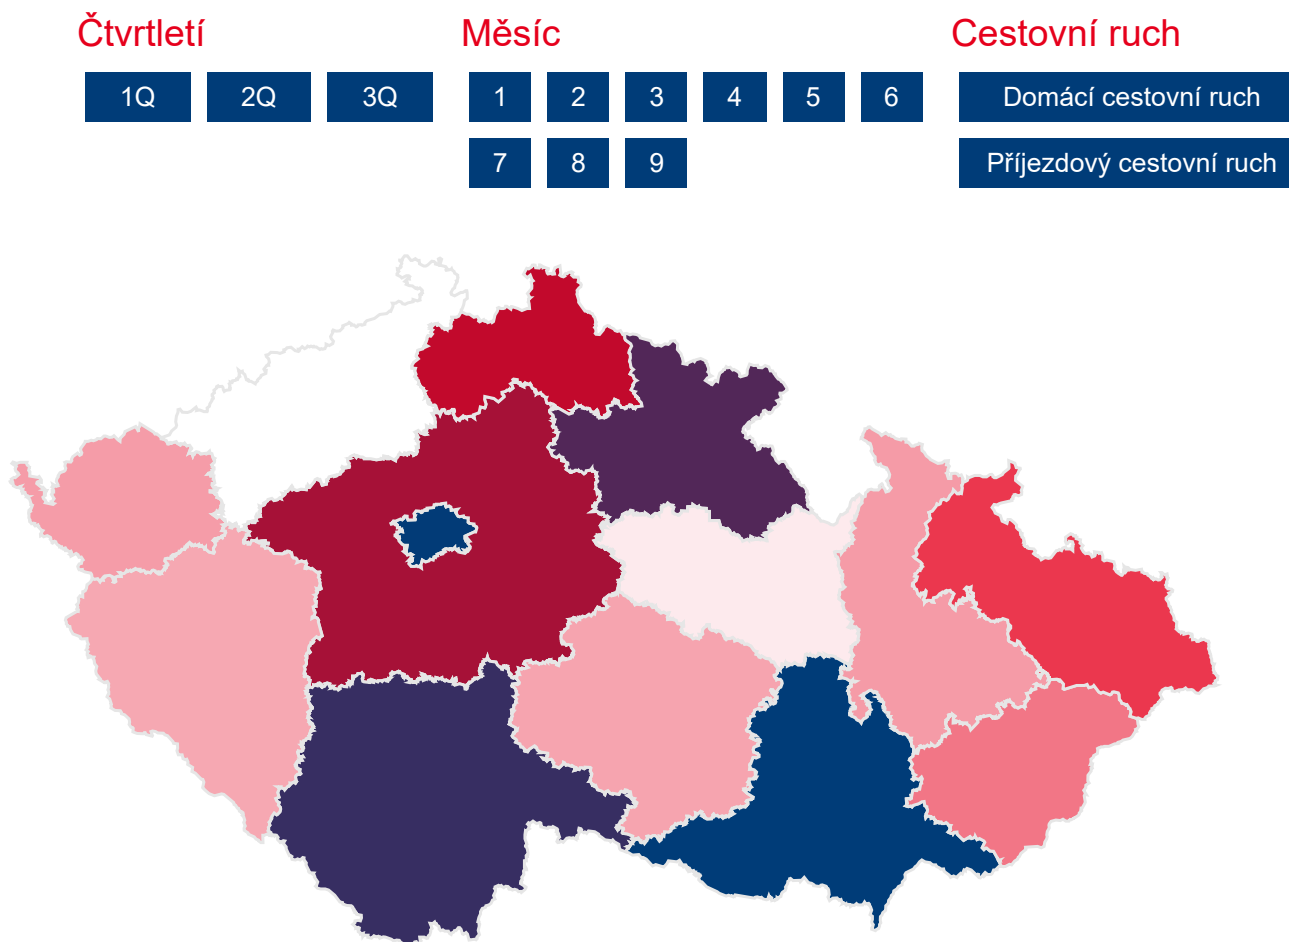 Čtvrtletí
Měsíc
Cestovní ruch
1Q 2Q 3Q
1 2 3 4 5 6
Domácí cestovní ruch
7 8 9
Příjezdový cestovní ruch